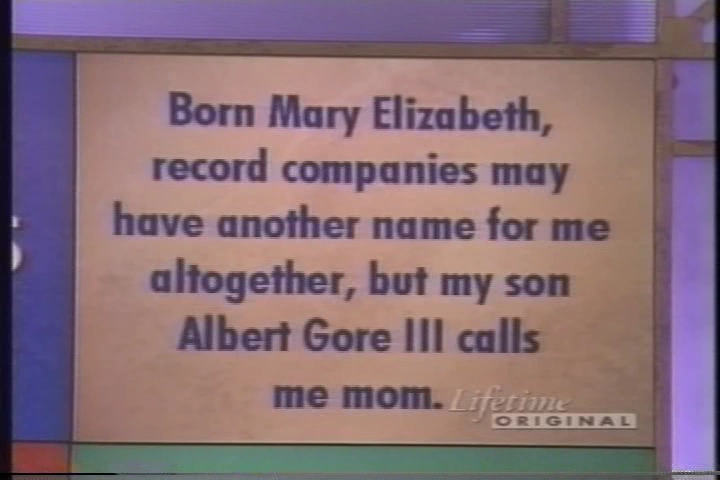 Born Mary Elizabeth,
record companies may
have another name for me
altogether, but my son
Albert Gore III calls
me mom.
Lifetime
ORIGINAL